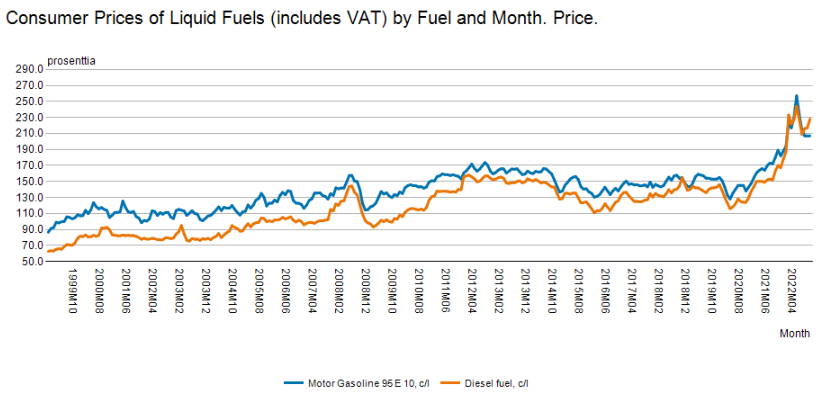 Consumer Prices of Liquid Fuels (includes VAT) by Fuel and Month. Price.
prosenttia
290.0
270.0
250.0
230.0
210.0
190.0
170.0
150.0
130.0
110.0
90.0
70.0
50.0
1999M10
2000M08
2001M06
2002M04
2003M02
2003M12
2004M10
2005M08
2006M06
2007M04
2008M02
2008M12
2009M10
2010M08
2011M06
2012M04
2013M02
2013M12
2014M10
2015M08
2016M06
2017M04
2018M02
2018M12
2019M10
2020M08
2021M06
2022M04
Month
Motor Gasoline 95 E 10, c/l
Diesel fuel, c/l